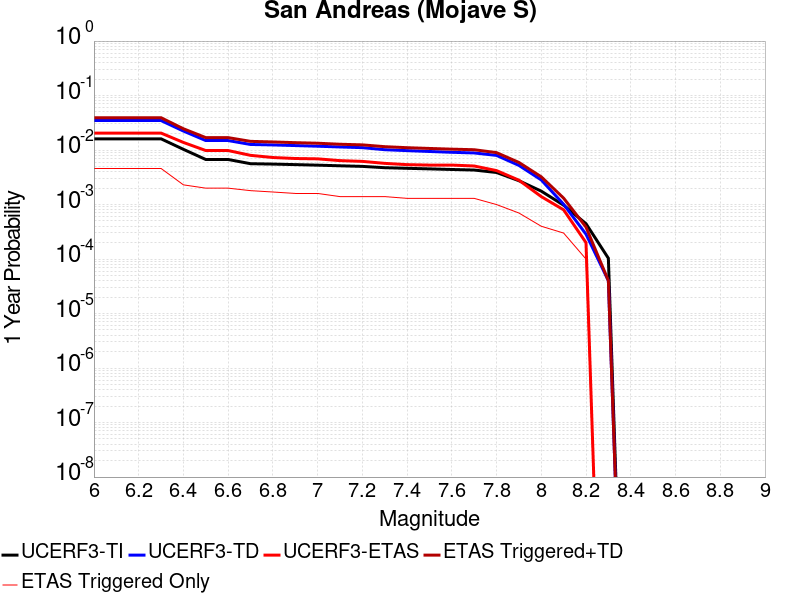 San Andreas (Mojave S)
10^0
10^-1
10^-2
10^-3
10^-4
10^-5
10^-6
10^-7
10^-8
1 Year Probability
6 6.2 6.4 6.6 6.8 7 7.2 7.4 7.6 7.8 8 8.2 8.4 8.6 8.8 9
Magnitude
UCERF3-TI UCERF3-TD UCERF3-ETAS ETAS Triggered+TD
ETAS Triggered Only